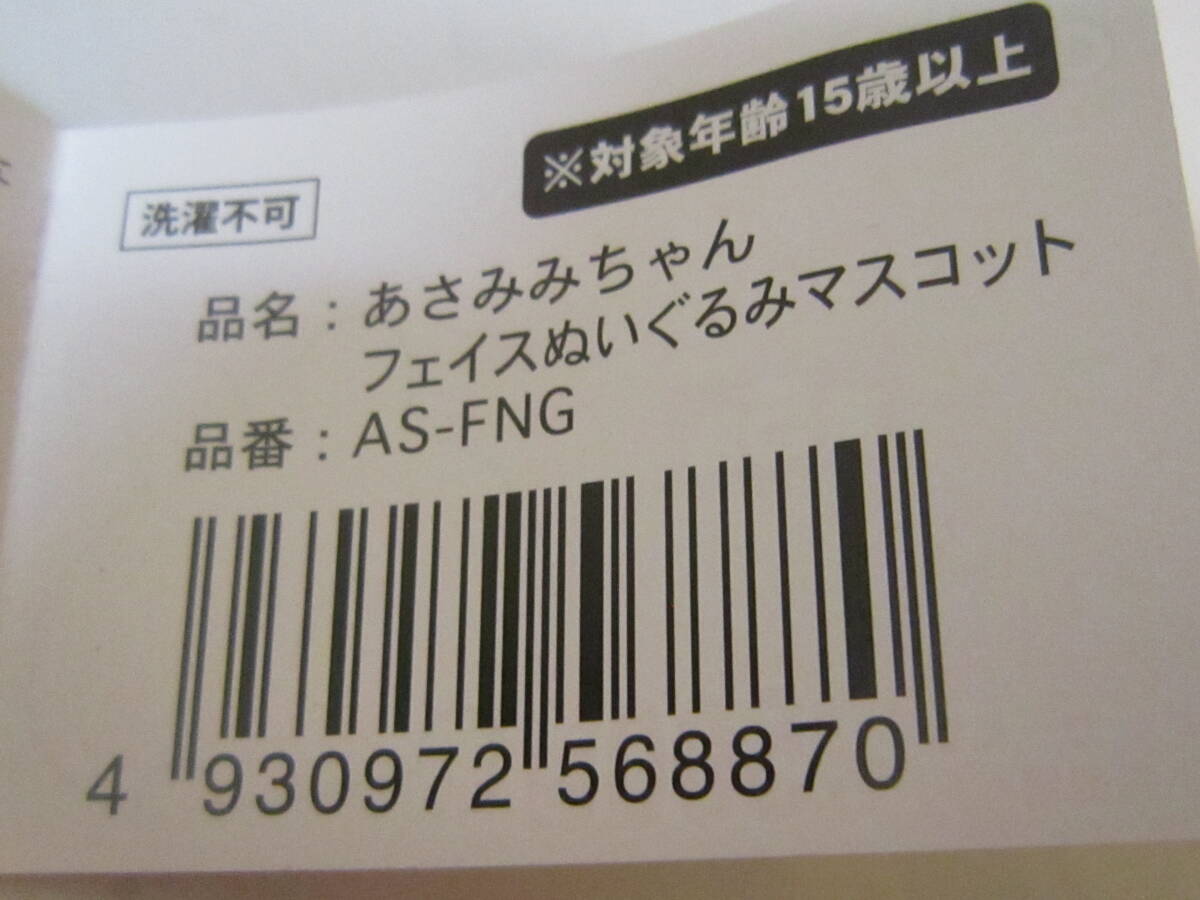 ※対象年齢15歳以上
洗濯不可
品名：あさみみちゃん
フェイスぬいぐるみマスコット
品番：AS-FNG
4 930972 568870